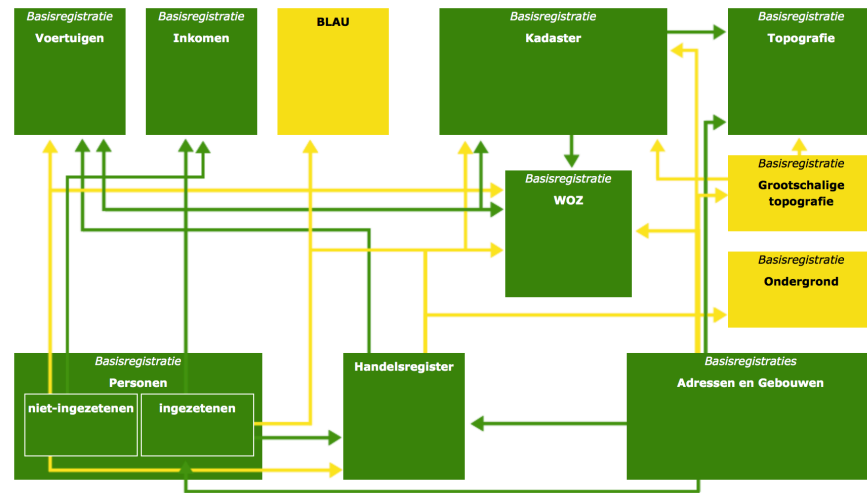 Basisregistratie
Voertuigen
Basisregistratie
Inkomen
BLAU
Basisregistratie
Kadaster
Basisregistratie
Topografie
Basisregistratie
WOZ
Basisregistratie
Grootschalige
topografie
Basisregistratie
Ondergrond
Basisregistratie
Personen
niet-ingezetenen
ingezetenen
Handelsregister
Basisregistraties
Adressen en Gebouwen